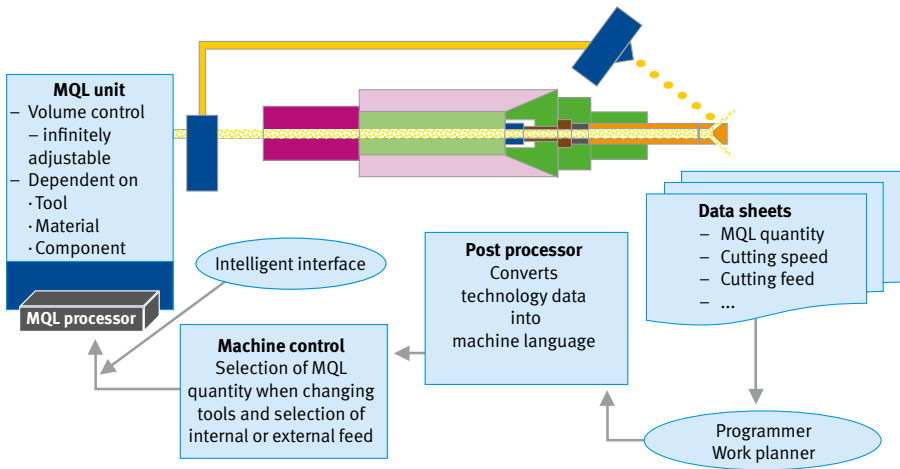 MQL unit
– Volume control
– infinitely
adjustable
– Dependent on
· Tool
· Material
· Component
MQL processor
Intelligent interface
Machine control
Selection of MQL
quantity when changing
tools and selection of
internal or external feed
Post processor
Converts
technology data
into
machine language
Data sheets
– MQL quantity
– Cutting speed
– Cutting feed
– ...
Programmer
Work planner